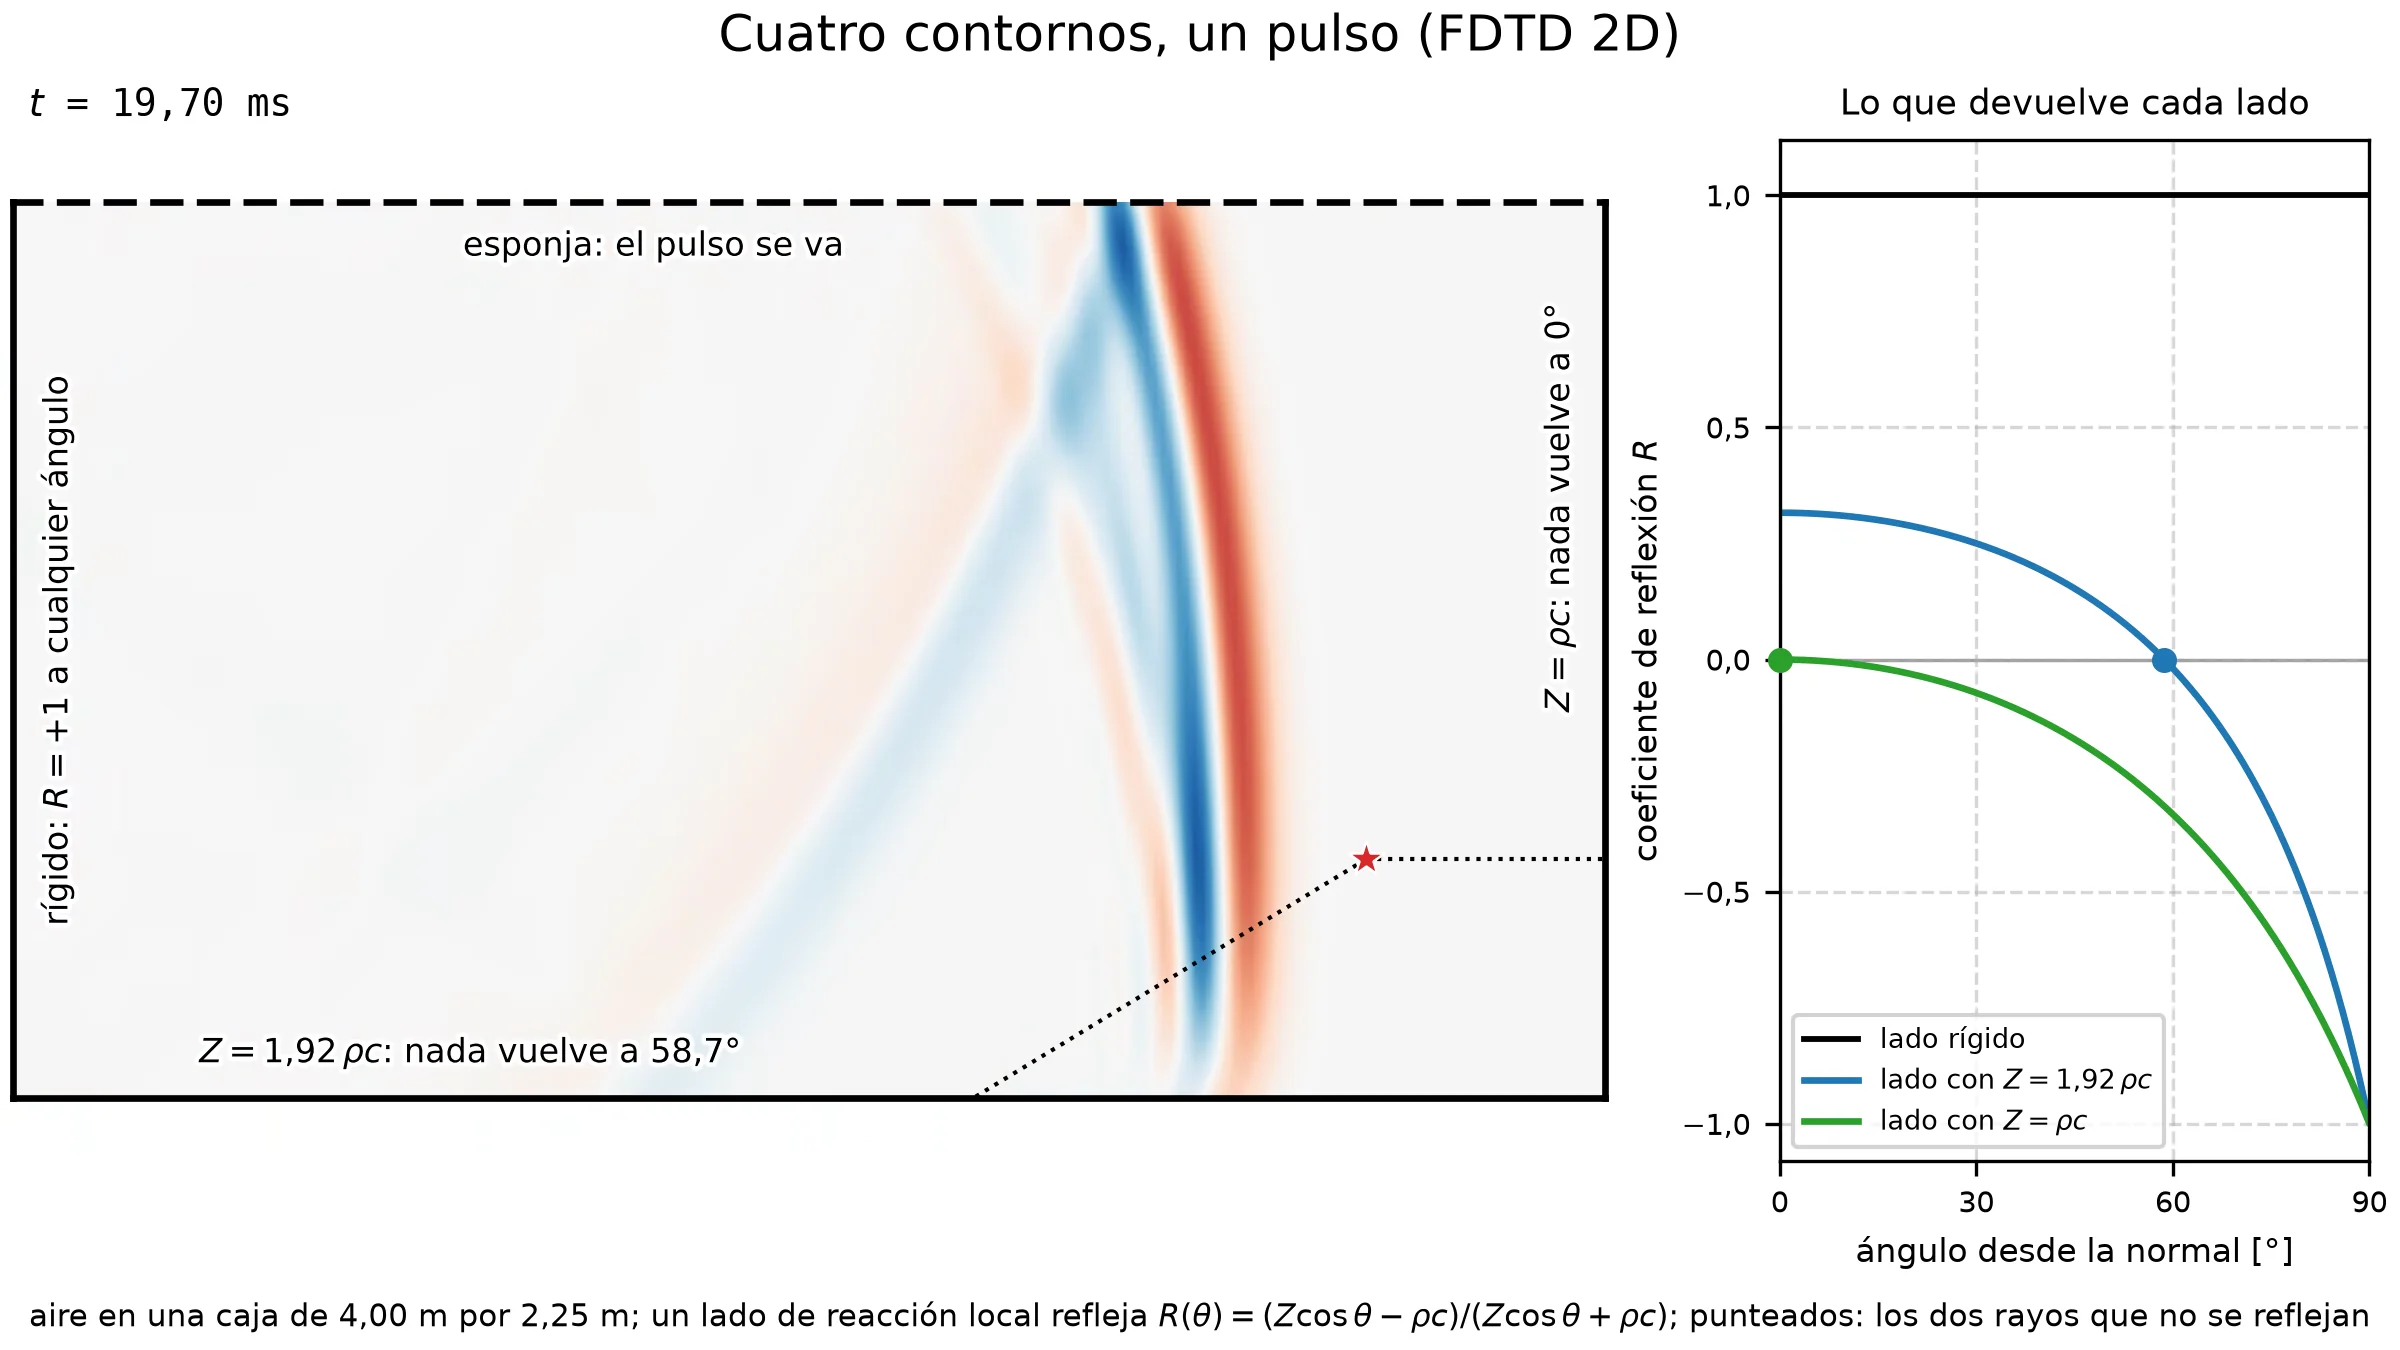 Cuatro contornos, un pulso (FDTD 2D)
t = 19,70 ms
esponja: el pulso se va
rígido: R = +1 a cualquier ángulo
Z = ρc: nada vuelve a 0°
Z = 1,92 ρc: nada vuelve a 58,7°
Lo que devuelve cada lado
coeficiente de reflexión R
1,0
0,5
0,0
−0,5
−1,0
lado rígido
lado con Z = 1,92 ρc
lado con Z = ρc
0 30 60 90
ángulo desde la normal [°]
aire en una caja de 4,00 m por 2,25 m; un lado de reacción local refleja R(θ) = (Zcos θ − ρc)/(Zcos θ + ρc); punteados: los dos rayos que no se reflejan